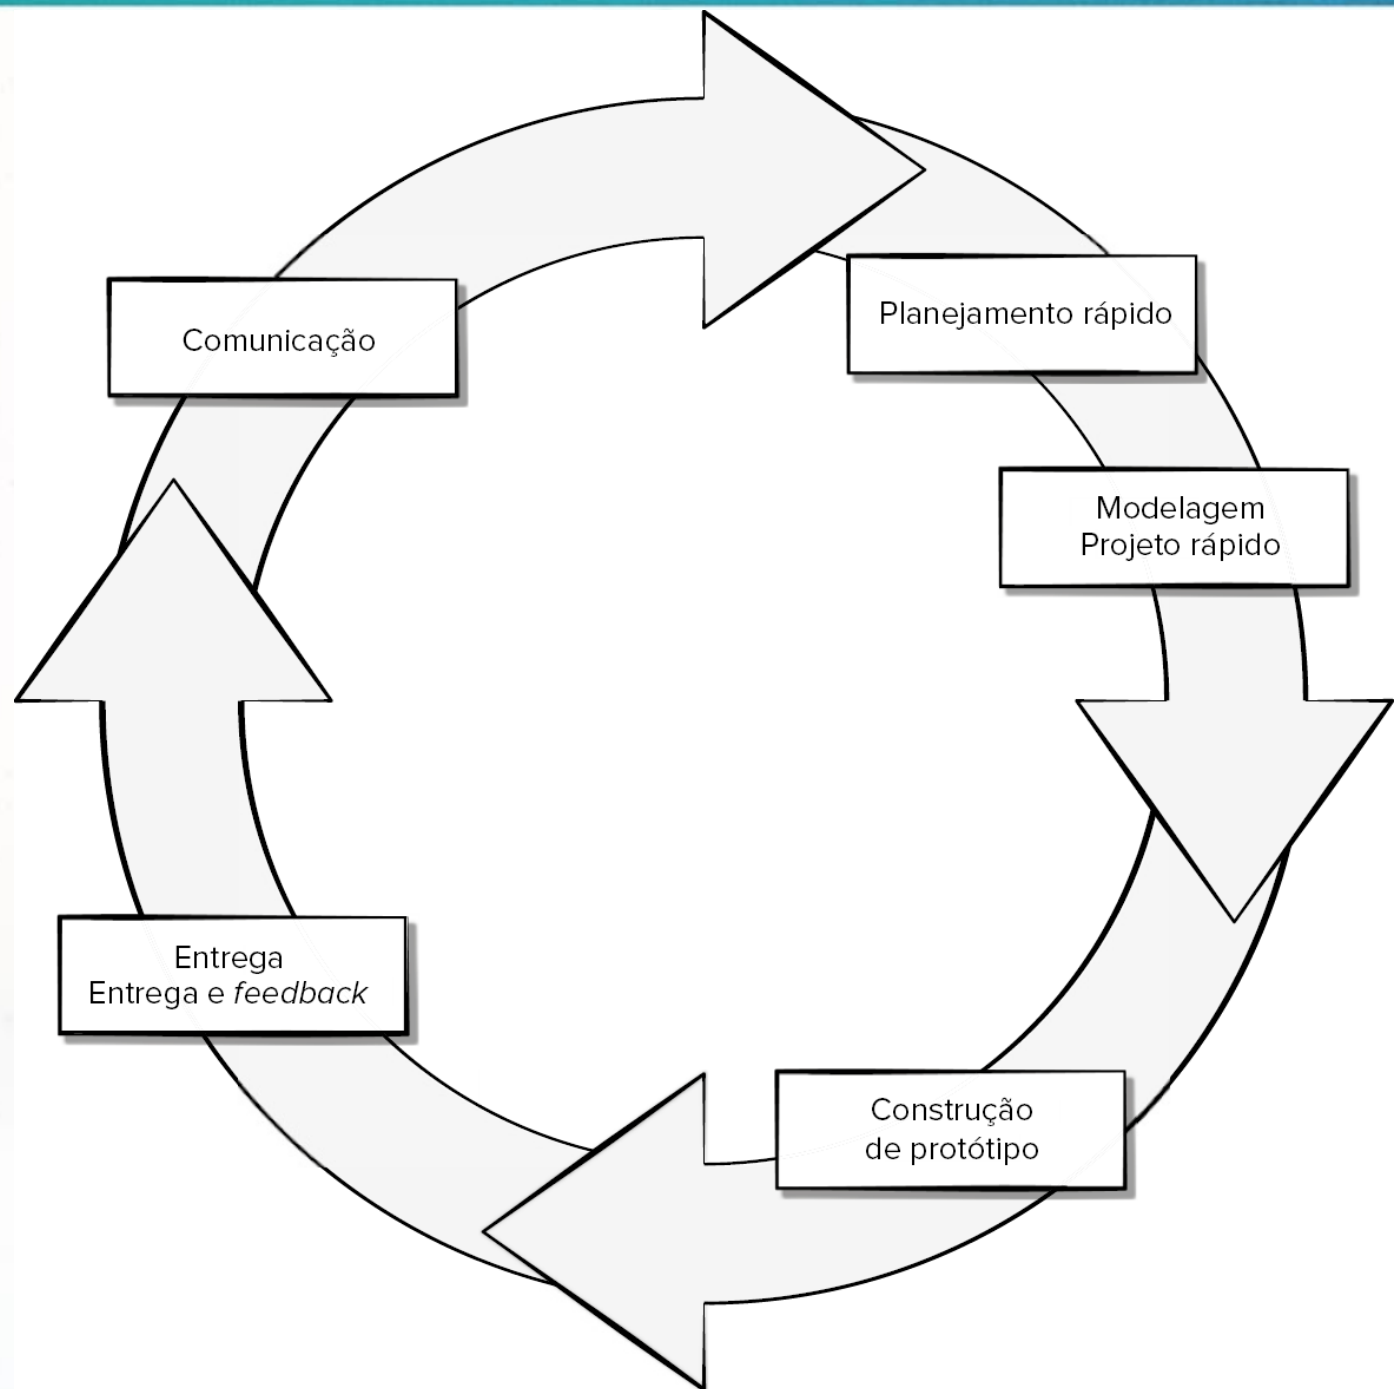 Comunicação
Planejamento rápido
Modelagem
Projeto rápido
Construção
de protótipo
Entrega
Entrega e feedback